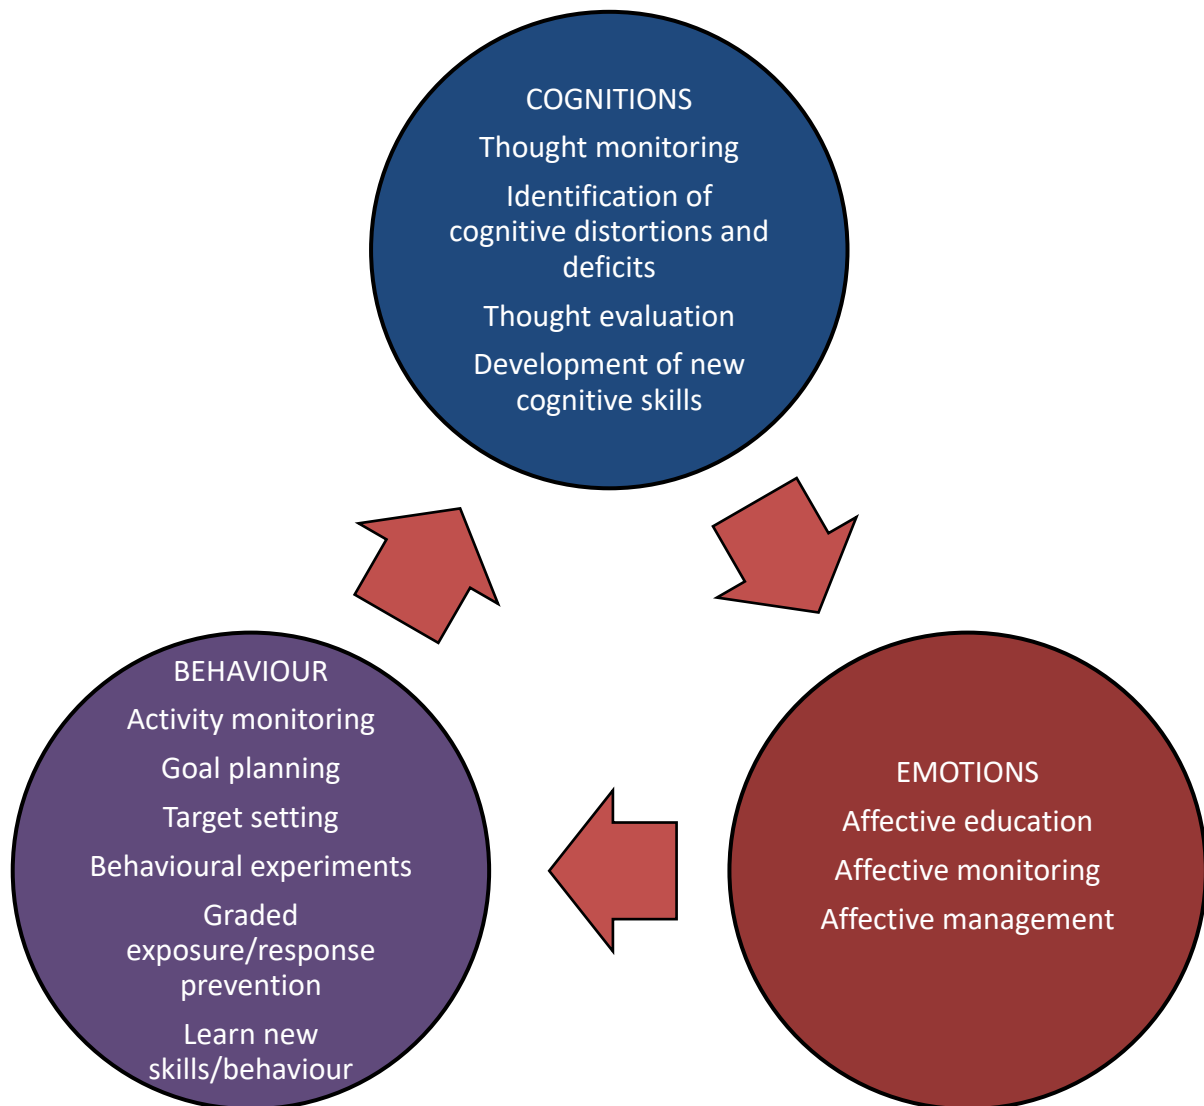 COGNITIONS
Thought monitoring
Identification of
cognitive distortions and
deficits
Thought evaluation
Development of new
cognitive skills
BEHAVIOUR
Activity monitoring
Goal planning
Target setting
Behavioural experiments
Graded
exposure/response
prevention
Learn new
skills/behaviour
EMOTIONS
Affective education
Affective monitoring
Affective management